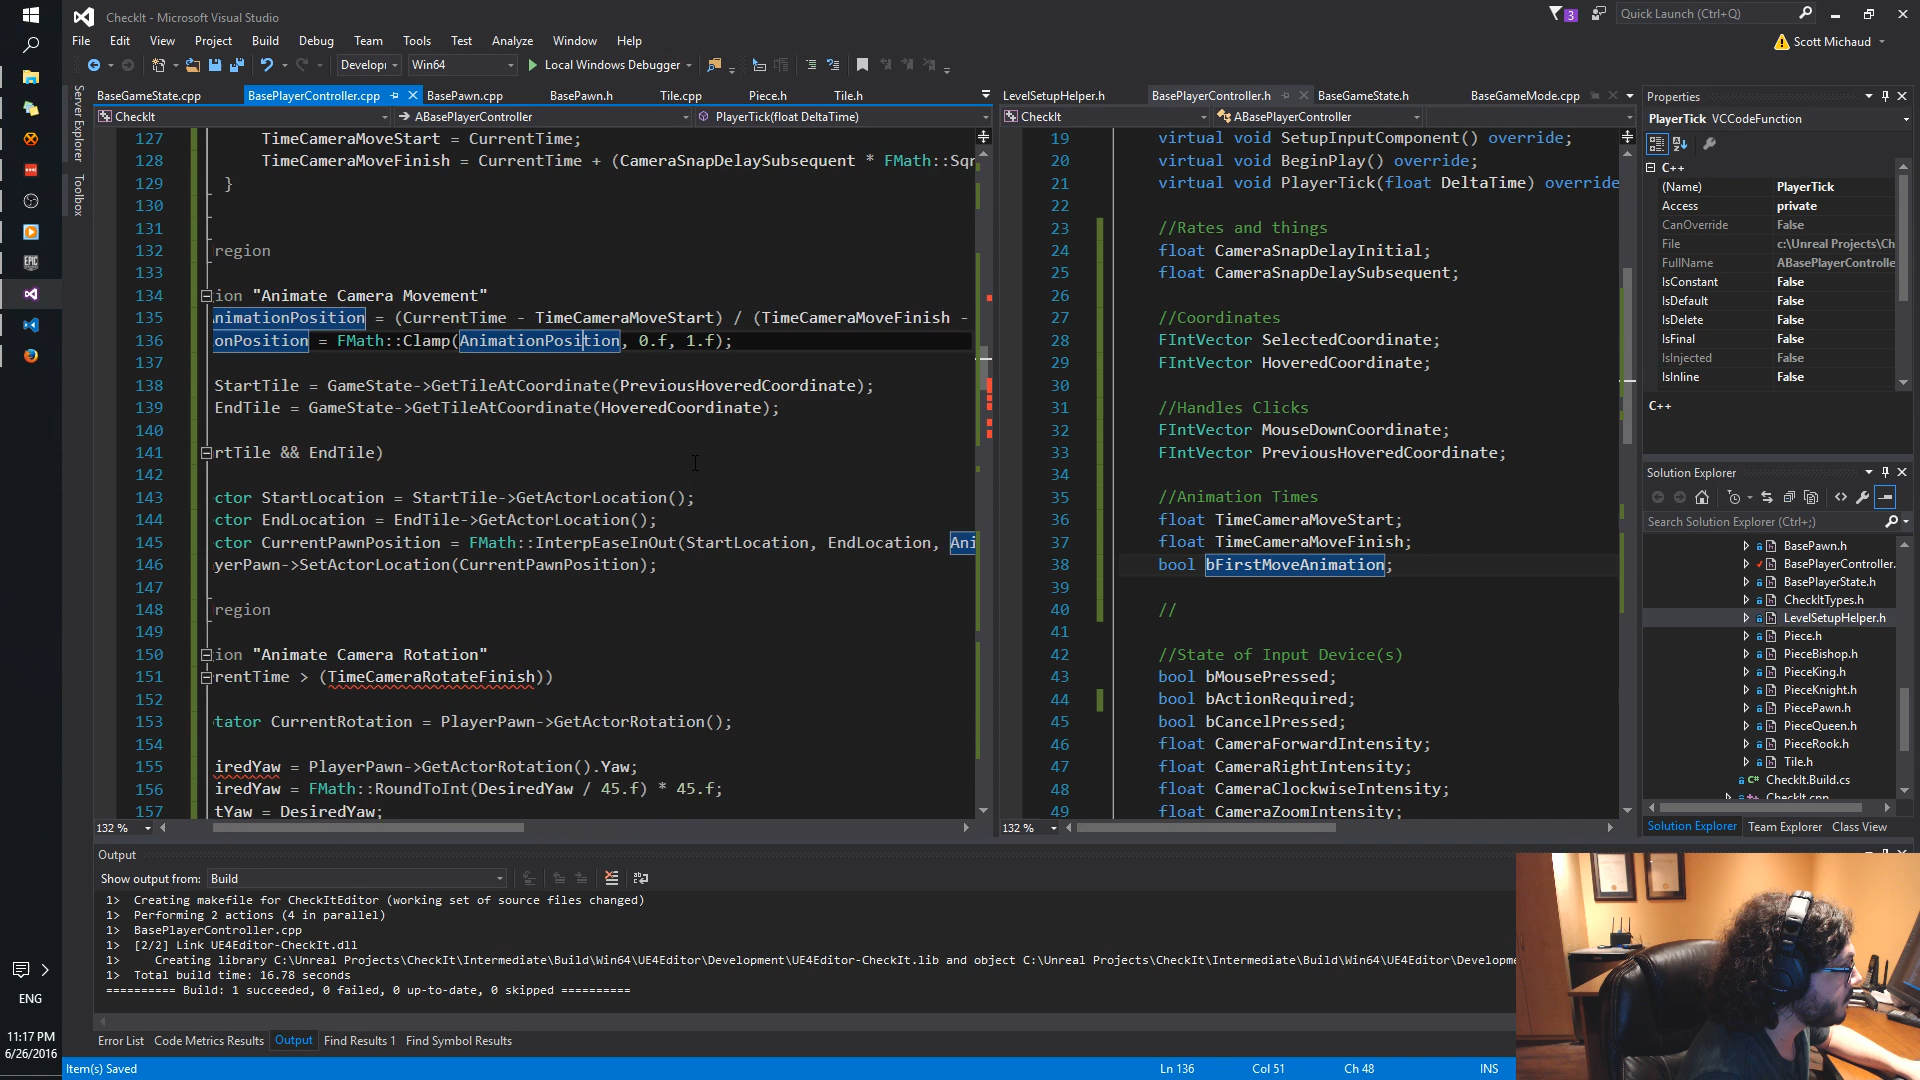 CheckIt - Microsoft Visual Studio
3
Quick Launch (Ctrl+Q)
File Edit View Project Build Debug Team Tools Test Analyze Window Help
Scott Michaud
Develop Win64 Local Windows Debugger
Server Explorer
Toolbox
BaseGameState.cpp BasePlayerController.cpp BasePawn.cpp BasePawn.h Tile.cpp Piece.h Tile.h
CheckIt ABasePlayerController PlayerTick(float DeltaTime)
127 TimeCameraMoveStart = CurrentTime;
128 TimeCameraMoveFinish = CurrentTime + (CameraSnapDelaySubsequent * FMath::Sqr
129 }
130
131
132 region
133
134 ion "Animate Camera Movement"
135 AnimationPosition = (CurrentTime - TimeCameraMoveStart) / (TimeCameraMoveFinish -
136 onPosition = FMath::Clamp(AnimationPosition, 0.f, 1.f);
137
138 StartTile = GameState->GetTileAtCoordinate(PreviousHoveredCoordinate);
139 EndTile = GameState->GetTileAtCoordinate(HoveredCoordinate);
140
141 rtTile && EndTile)
142
143 ctor StartLocation = StartTile->GetActorLocation();
144 ctor EndLocation = EndTile->GetActorLocation();
145 ctor CurrentPawnPosition = FMath::InterpEaseInOut(StartLocation, EndLocation, Ani
146 yerPawn->SetActorLocation(CurrentPawnPosition);
147
148 region
149
150 ion "Animate Camera Rotation"
151 rentTime > (TimeCameraRotateFinish))
152
153 tator CurrentRotation = PlayerPawn->GetActorRotation();
154
155 iredYaw = PlayerPawn->GetActorRotation().Yaw;
156 iredYaw = FMath::RoundToInt(DesiredYaw / 45.f) * 45.f;
157 tYaw = DesiredYaw;
132 %
LevelSetupHelper.h BasePlayerController.h BaseGameState.h BaseGameMode.cpp
CheckIt ABasePlayerController
19 virtual void SetupInputComponent() override;
20 virtual void BeginPlay() override;
21 virtual void PlayerTick(float DeltaTime) override
22
23 //Rates and things
24 float CameraSnapDelayInitial;
25 float CameraSnapDelaySubsequent;
26
27 //Coordinates
28 FIntVector SelectedCoordinate;
29 FIntVector HoveredCoordinate;
30
31 //Handles Clicks
32 FIntVector MouseDownCoordinate;
33 FIntVector PreviousHoveredCoordinate;
34
35 //Animation Times
36 float TimeCameraMoveStart;
37 float TimeCameraMoveFinish;
38 bool bFirstMoveAnimation;
39
40 //
41
42 //State of Input Device(s)
43 bool bMousePressed;
44 bool bActionRequired;
45 bool bCancelPressed;
46 float CameraForwardIntensity;
47 float CameraRightIntensity;
48 float CameraClockwiseIntensity;
49 float CameraZoomIntensity;
132 %
Properties
PlayerTick VCCodeFunction
C++
(Name) PlayerTick
Access private
CanOverride False
File c:\Unreal Projects\Ch
FullName ABasePlayerControlle
IsConstant False
IsDefault False
IsDelete False
IsFinal False
IsInjected False
IsInline False
C++
Solution Explorer
Search Solution Explorer (Ctrl+;)
BasePawn.h
BasePlayerController.
BasePlayerState.h
CheckItTypes.h
LevelSetupHelper.h
Piece.h
PieceBishop.h
PieceKing.h
PieceKnight.h
PiecePawn.h
PieceQueen.h
PieceRook.h
Tile.h
CheckIt.Build.cs
CheckIt.cpp
Solution Explorer Team Explorer Class View
Output
Show output from: Build
1> Creating makefile for CheckItEditor (working set of source files changed)
1> Performing 2 actions (4 in parallel)
1> BasePlayerController.cpp
1> [2/2] Link UE4Editor-CheckIt.dll
1> Creating library C:\Unreal Projects\CheckIt\Intermediate\Build\Win64\UE4Editor\Development\UE4Editor-CheckIt.lib and object C:\Unreal Projects\CheckIt\Intermediate\Build\Win64\UE4Editor\Developme
1> Total build time: 16.78 seconds
========== Build: 1 succeeded, 0 failed, 0 up-to-date, 0 skipped ==========
Error List Code Metrics Results Output Find Results 1 Find Symbol Results
Item(s) Saved Ln 136 Col 51 Ch 48 INS
EPIC
ENG
11:17 PM
6/26/2016